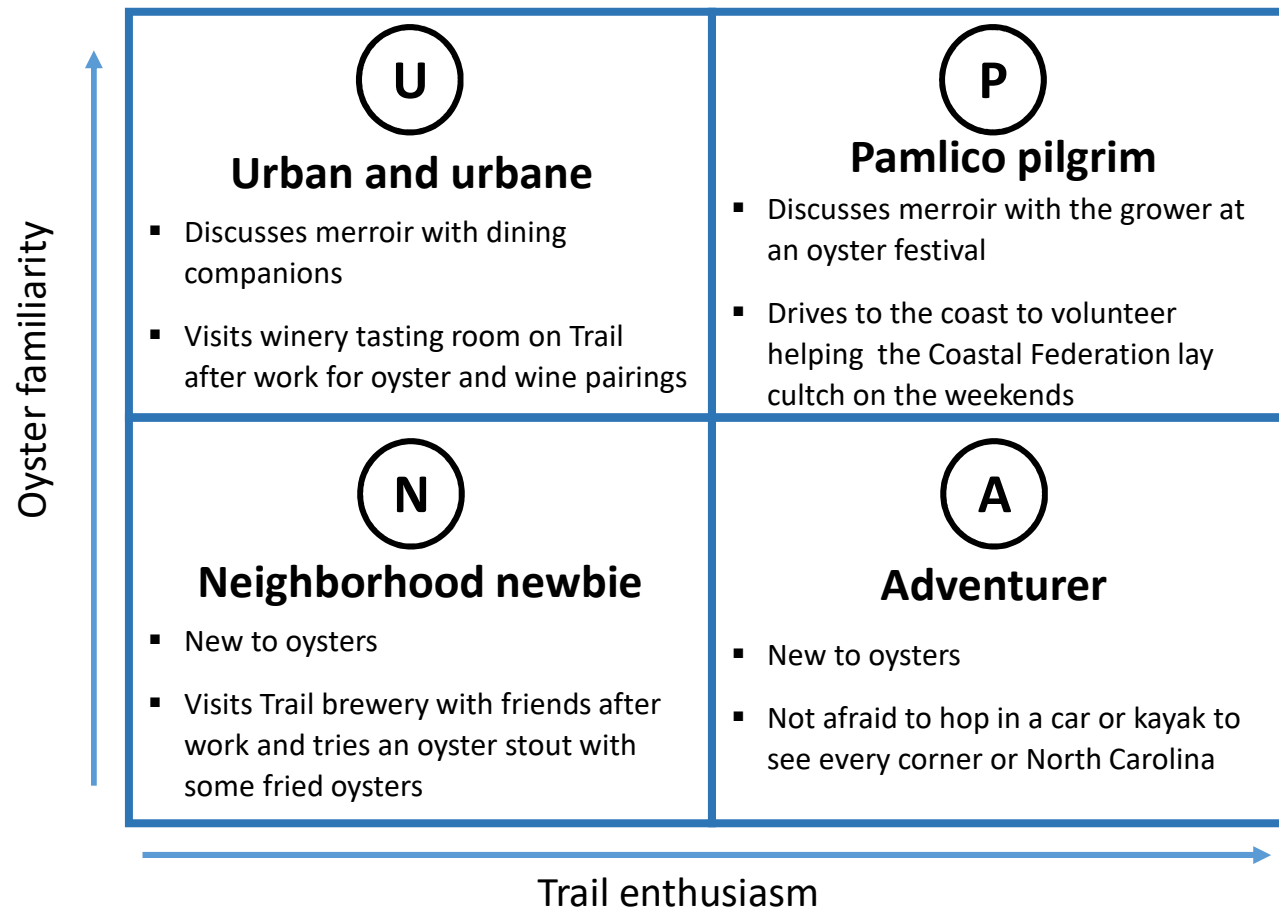 Oyster familiarity
U
Urban and urbane
▪ Discusses merroir with dining
companions
▪ Visits winery tasting room on Trail
after work for oyster and wine pairings
P
Pamlico pilgrim
▪ Discusses merroir with the grower at
an oyster festival
▪ Drives to the coast to volunteer
helping  the Coastal Federation lay
cultch on the weekends
N
Neighborhood newbie
▪ New to oysters
▪ Visits Trail brewery with friends after
work and tries an oyster stout with
some fried oysters
A
Adventurer
▪ New to oysters
▪ Not afraid to hop in a car or kayak to
see every corner or North Carolina
Trail enthusiasm